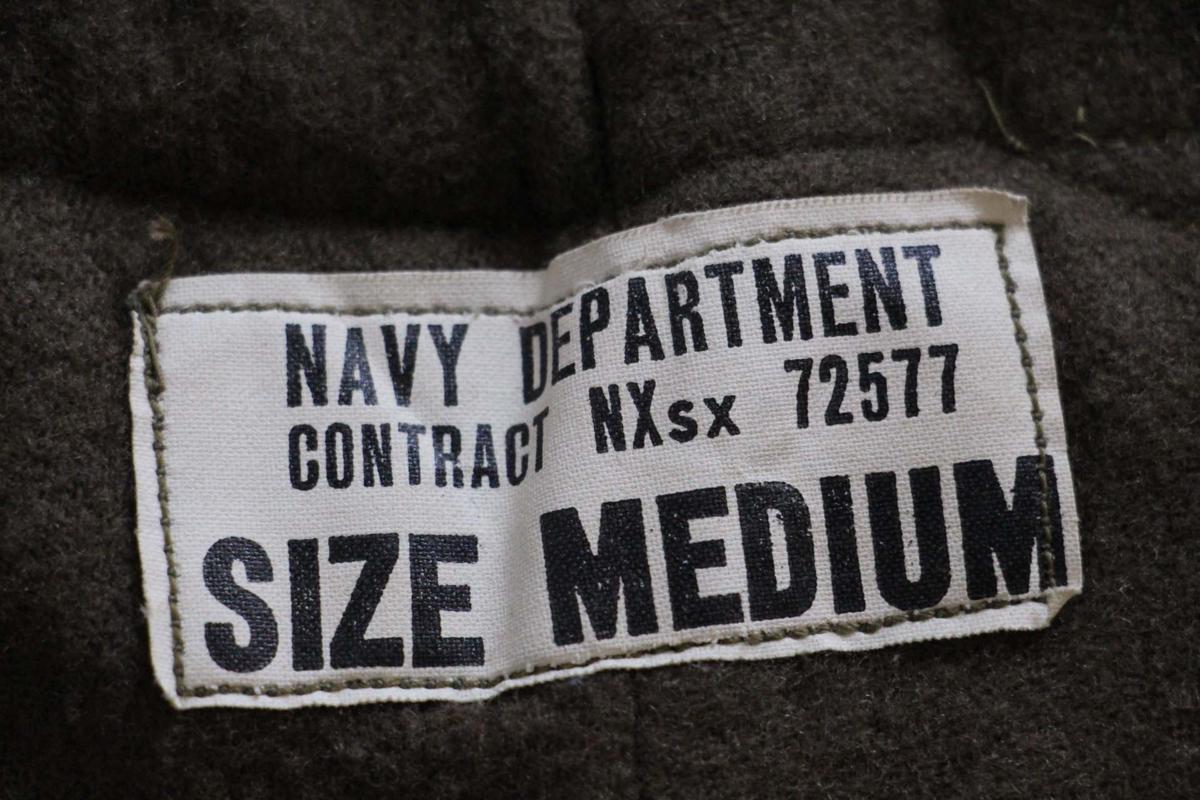 NAVY DEPARTMENT
CONTRACT NXsx 72577
SIZE MEDIUM